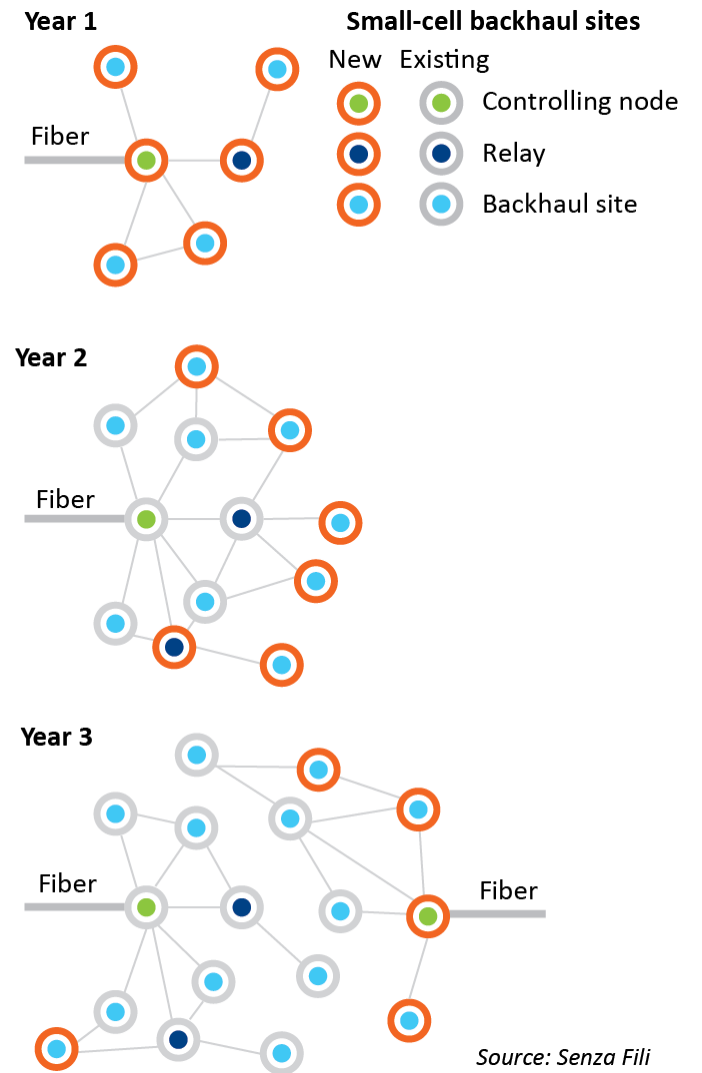 Year 1
Small-cell backhaul sites
New Existing
Controlling node
Fiber
Relay
Backhaul site
Year 2
Fiber
Year 3
Fiber
Fiber
Source: Senza Fili